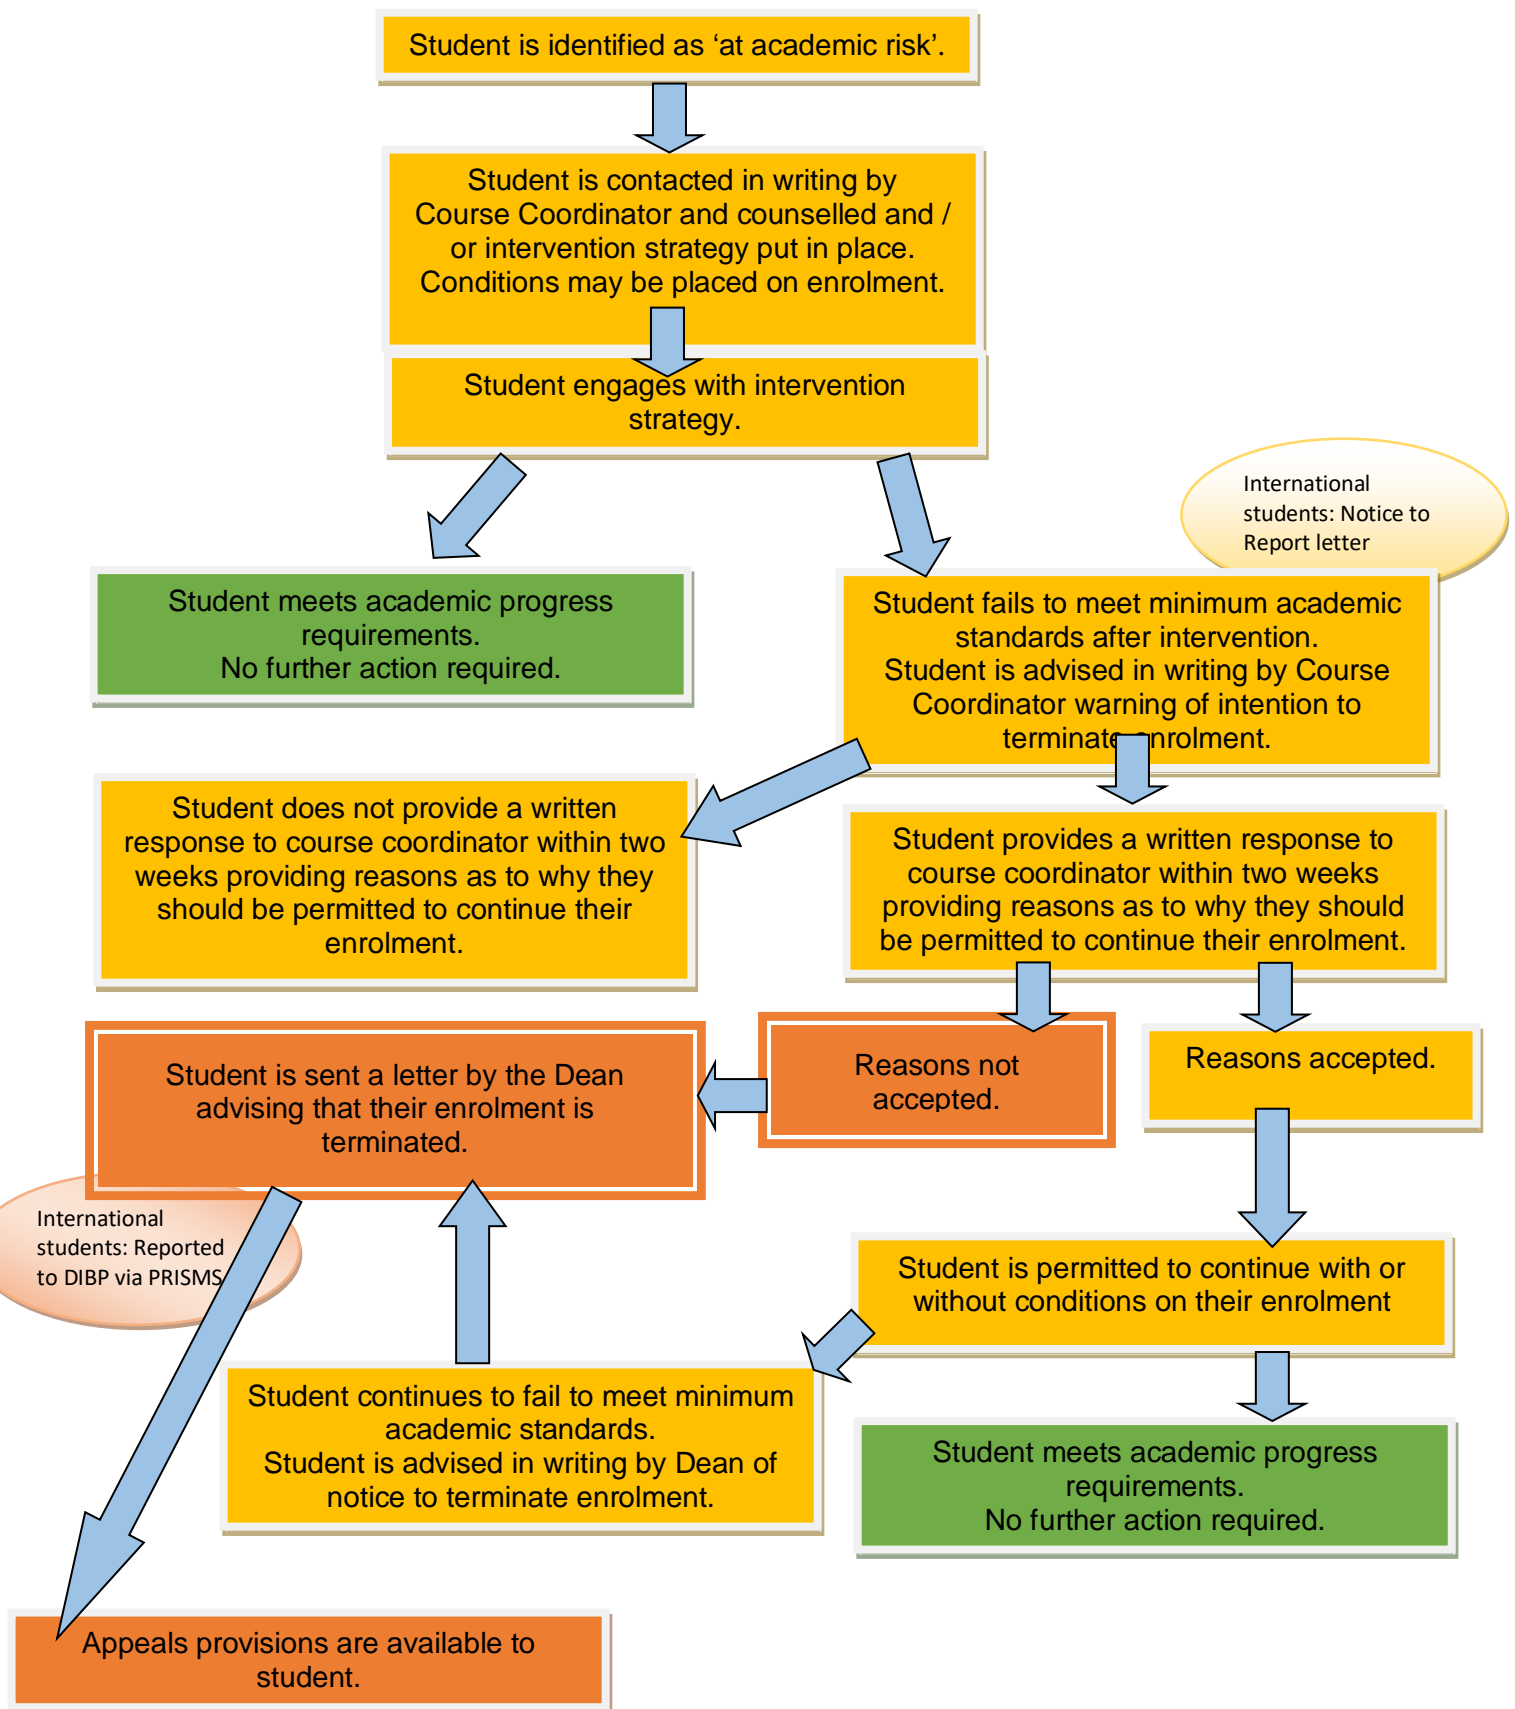 Student is identified as ‘at academic risk’.
Student is contacted in writing by
Course Coordinator and counselled and /
or intervention strategy put in place.
Conditions may be placed on enrolment.
Student engages with intervention
strategy.
International
students: Notice to
Report letter
Student meets academic progress
requirements.
No further action required.
Student fails to meet minimum academic
standards after intervention.
Student is advised in writing by Course
Coordinator warning of intention to
terminate enrolment.
Student does not provide a written
response to course coordinator within two
weeks providing reasons as to why they
should be permitted to continue their
enrolment.
Student provides a written response to
course coordinator within two weeks
providing reasons as to why they should
be permitted to continue their enrolment.
Student is sent a letter by the Dean
advising that their enrolment is
terminated.
Reasons not
accepted.
Reasons accepted.
International
students: Reported
to DIBP via PRISMS
Student is permitted to continue with or
without conditions on their enrolment
Student continues to fail to meet minimum
academic standards.
Student is advised in writing by Dean of
notice to terminate enrolment.
Student meets academic progress
requirements.
No further action required.
Appeals provisions are available to
student.